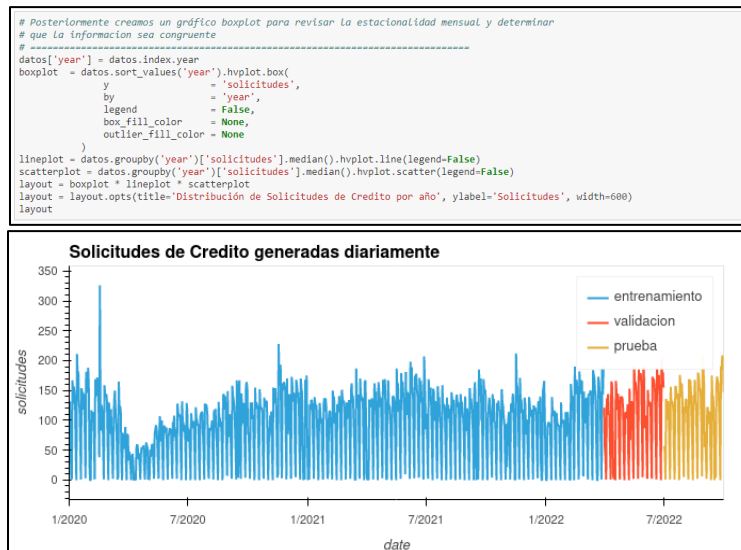 # Posteriormente creamos un gráfico boxplot para revisar la estacionalidad mensual y determinar
# que la informacion sea congruente
# ==============================================================================
datos['year'] = datos.index.year
boxplot  = datos.sort_values('year').hvplot.box(
               y                 = 'solicitudes',
               by                = 'year',
               legend            = False,
               box_fill_color    = None,
               outlier_fill_color = None
           )
lineplot = datos.groupby('year')['solicitudes'].median().hvplot.line(legend=False)
scatterplot = datos.groupby('year')['solicitudes'].median().hvplot.scatter(legend=False)
layout = boxplot * lineplot * scatterplot
layout = layout.opts(title='Distribución de Solicitudes de Credito por año', ylabel='Solicitudes', width=600)
layout
Solicitudes de Credito generadas diariamente
350
300
250
200
150
100
50
0
solicitudes
entrenamiento
validacion
prueba
1/2020
7/2020
1/2021
7/2021
1/2022
7/2022
date